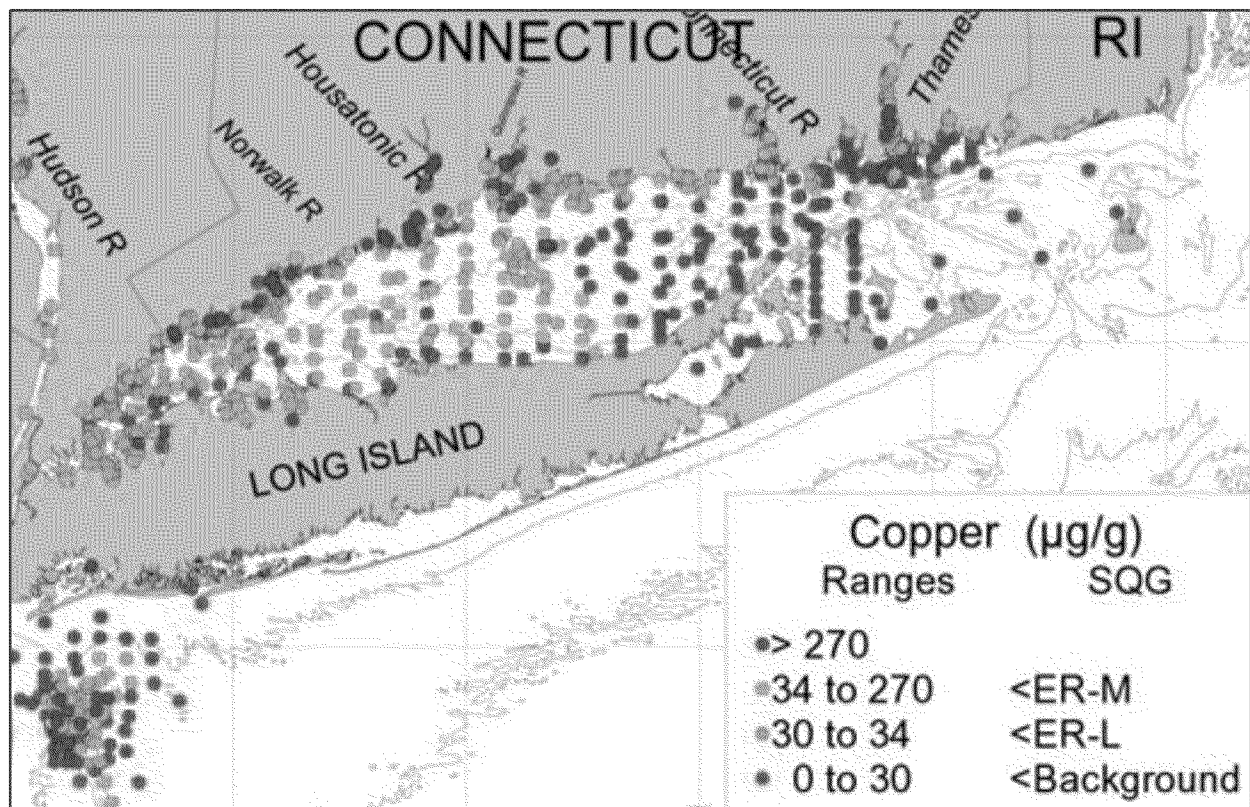 CONNECTICUT
RI
onnecticut R
Thames
Housatonic R
Norwalk R
Hudson R
LONG ISLAND
Copper (µg/g)
Ranges SQG
> 270
34 to 270 <ER-M
30 to 34 <ER-L
0 to 30 <Background